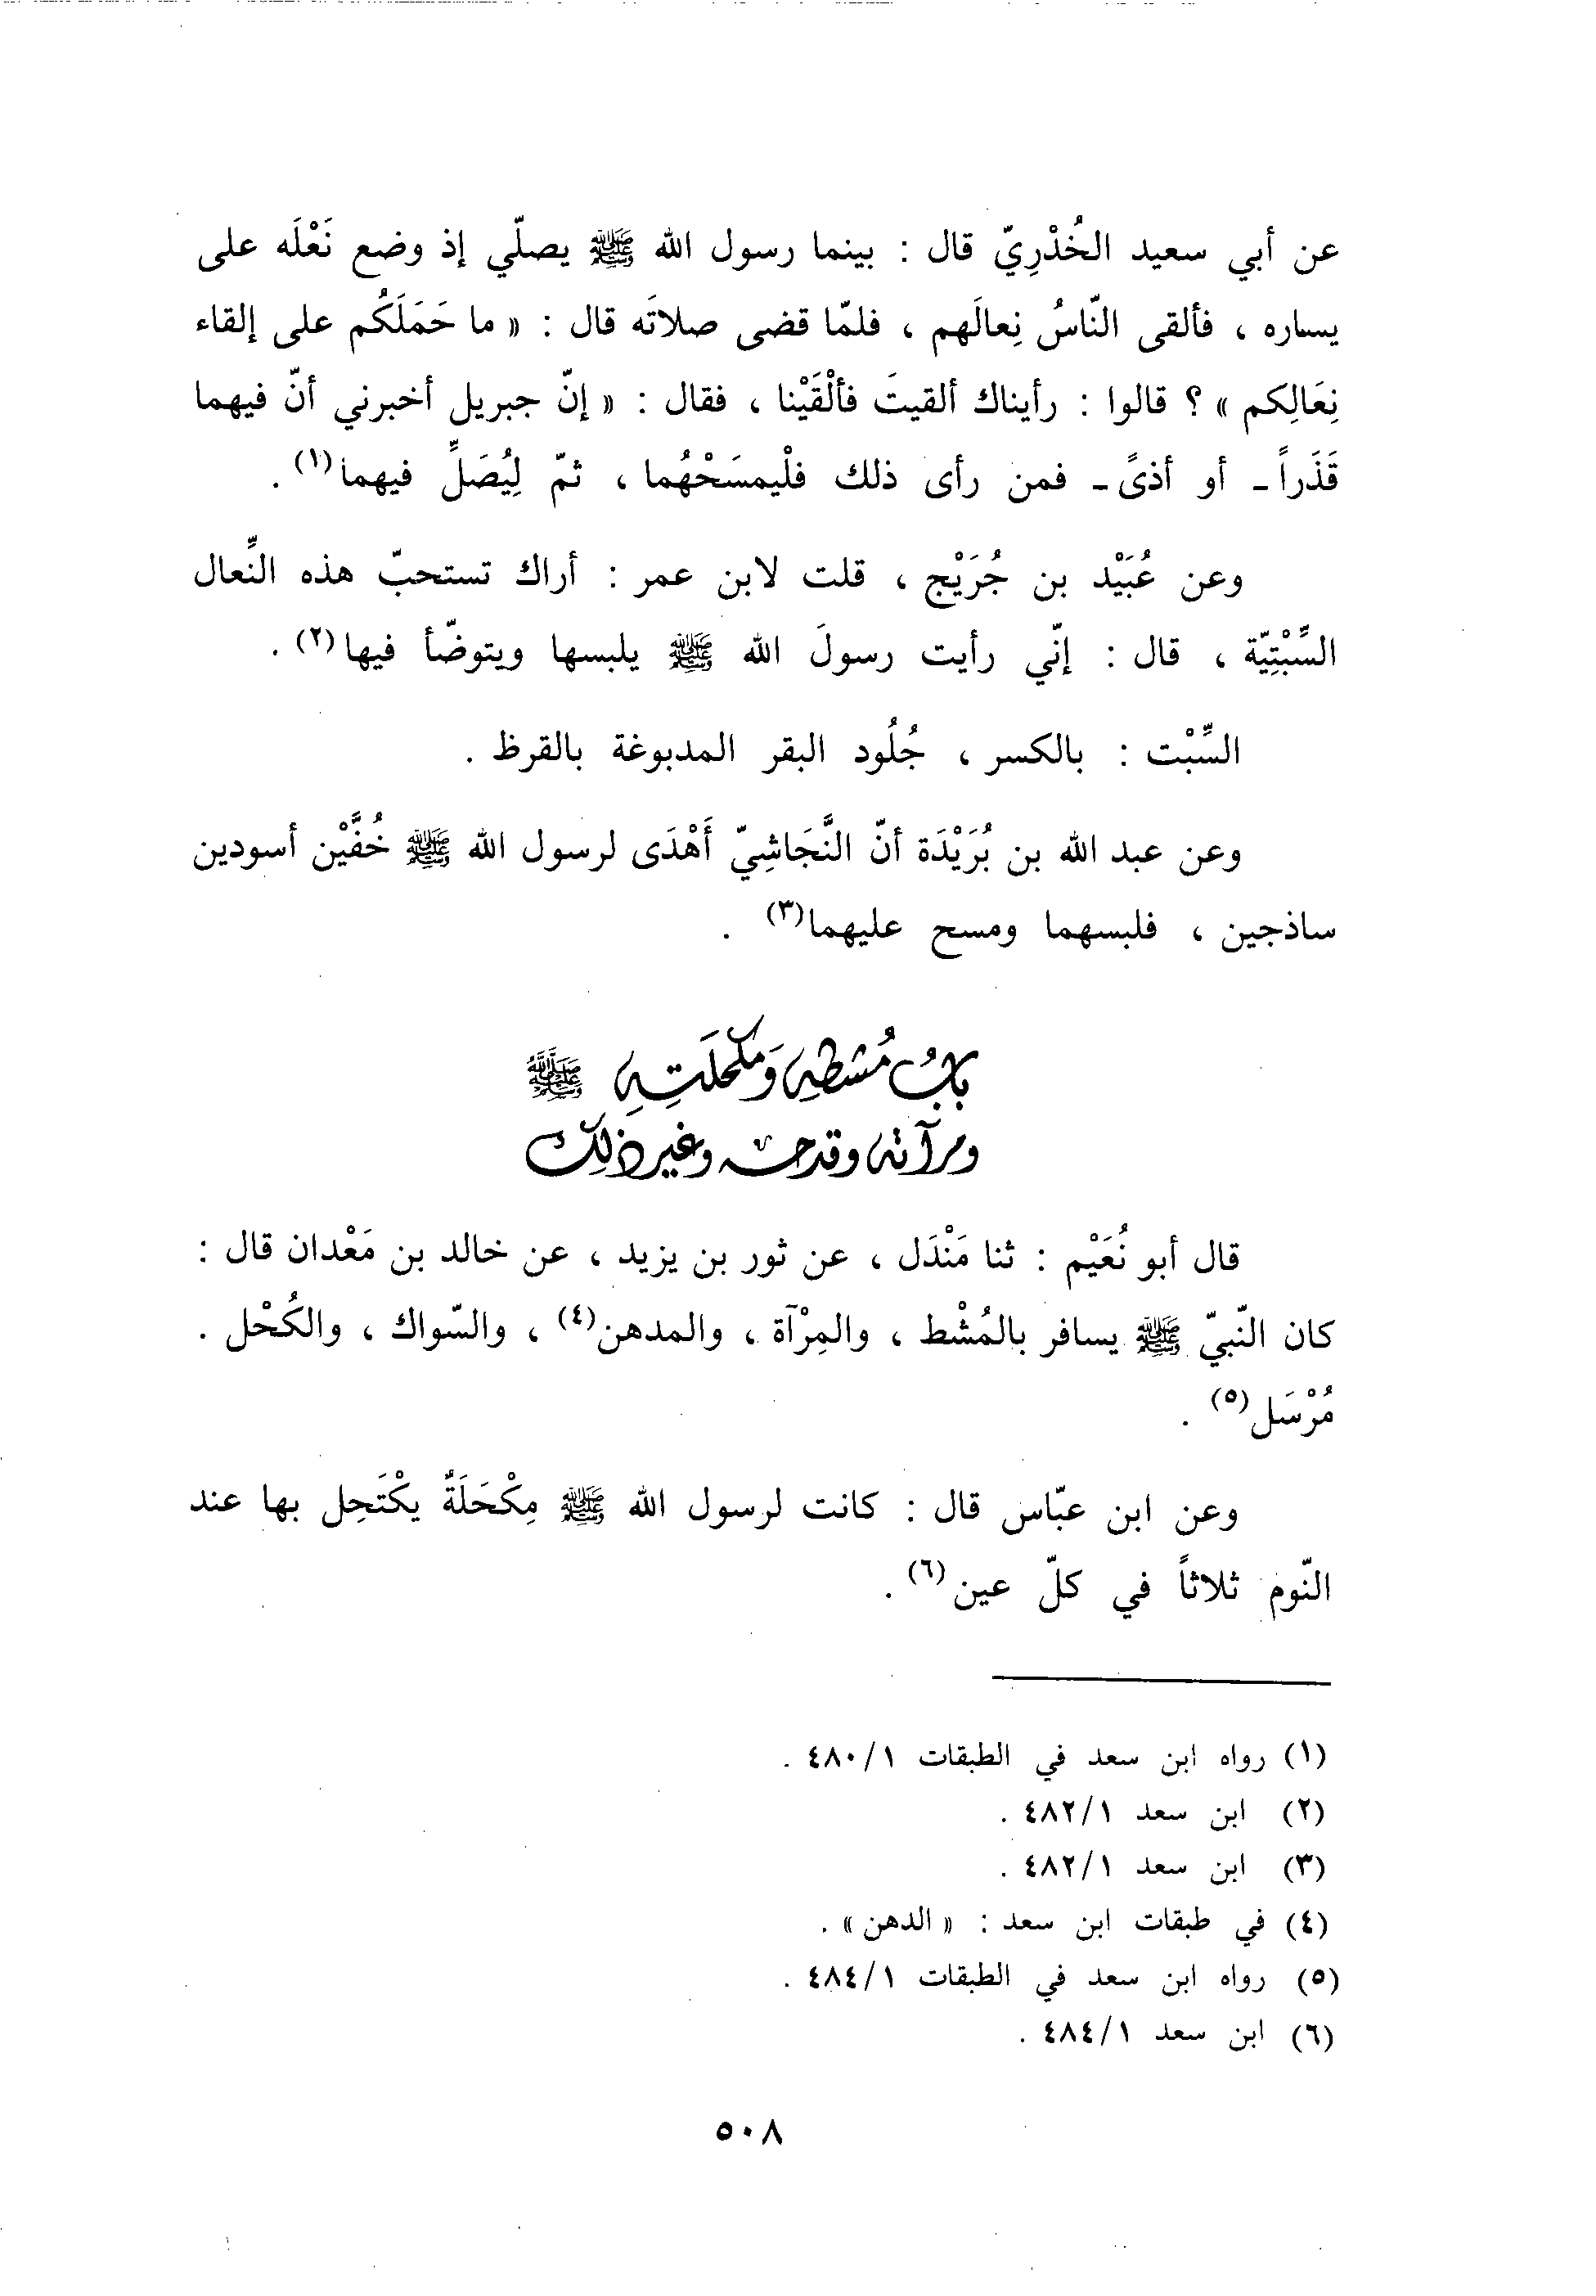 عن أبي سعيد الخُدْرِيّ قال : بينما رسول الله ﷺ يصلّي إذ وضع نَعْلَه على
يساره ، فألقى النّاسُ نِعالَهم ، فلمّا قضى صلاتَه قال : « ما حَمَلَكُم على إلقاء
نِعَالِكم » ؟ قالوا : رأيناك ألقيتَ فألْقَيْنا ، فقال : « إنّ جبريل أخبرني أنّ فيهما
قَذَراً ـ أو أذىً ـ فمن رأى ذلك فلْيمسَحْهُما ، ثمّ لِيُصَلِّ فيهما(١) .
وعن عُبَيْد بن جُرَيْج ، قلت لابن عمر : أراك تستحبّ هذه النِّعال
السِّبْتِيّة ، قال : إنّي رأيت رسولَ الله ﷺ يلبسها ويتوضّأ فيها(٢) .
السِّبْت : بالكسر ، جُلُود البقر المدبوغة بالقرظ .
وعن عبد الله بن بُرَيْدَة أنّ النَّجَاشِيّ أَهْدَى لرسول الله ﷺ خُفَّيْن أسودين
ساذجين ، فلبسهما ومسح عليهما(٣) .
بابُ مُشطِهِ وَمكحلَتِهِ ﷺ
ومرآته وقدحه وغير ذلك
قال أبو نُعَيْم : ثنا مَنْدَل ، عن ثور بن يزيد ، عن خالد بن مَعْدان قال :
كان النّبيّ ﷺ يسافر بالمُشْط ، والمِرْآة ، والمدهن(٤) ، والسّواك ، والكُحْل .
مُرْسَل(٥) .
وعن ابن عبّاس قال : كانت لرسول الله ﷺ مِكْحَلَةٌ يكْتَحِل بها عند
النّوم ثلاثاً في كلّ عين(٦) .
(١) رواه ابن سعد في الطبقات ٤٨٠/١ .
(٢) ابن سعد ٤٨٢/١ .
(٣) ابن سعد ٤٨٢/١ .
(٤) في طبقات ابن سعد : « الدهن » .
(٥) رواه ابن سعد في الطبقات ٤٨٤/١ .
(٦) ابن سعد ٤٨٤/١ .
٥٠٨